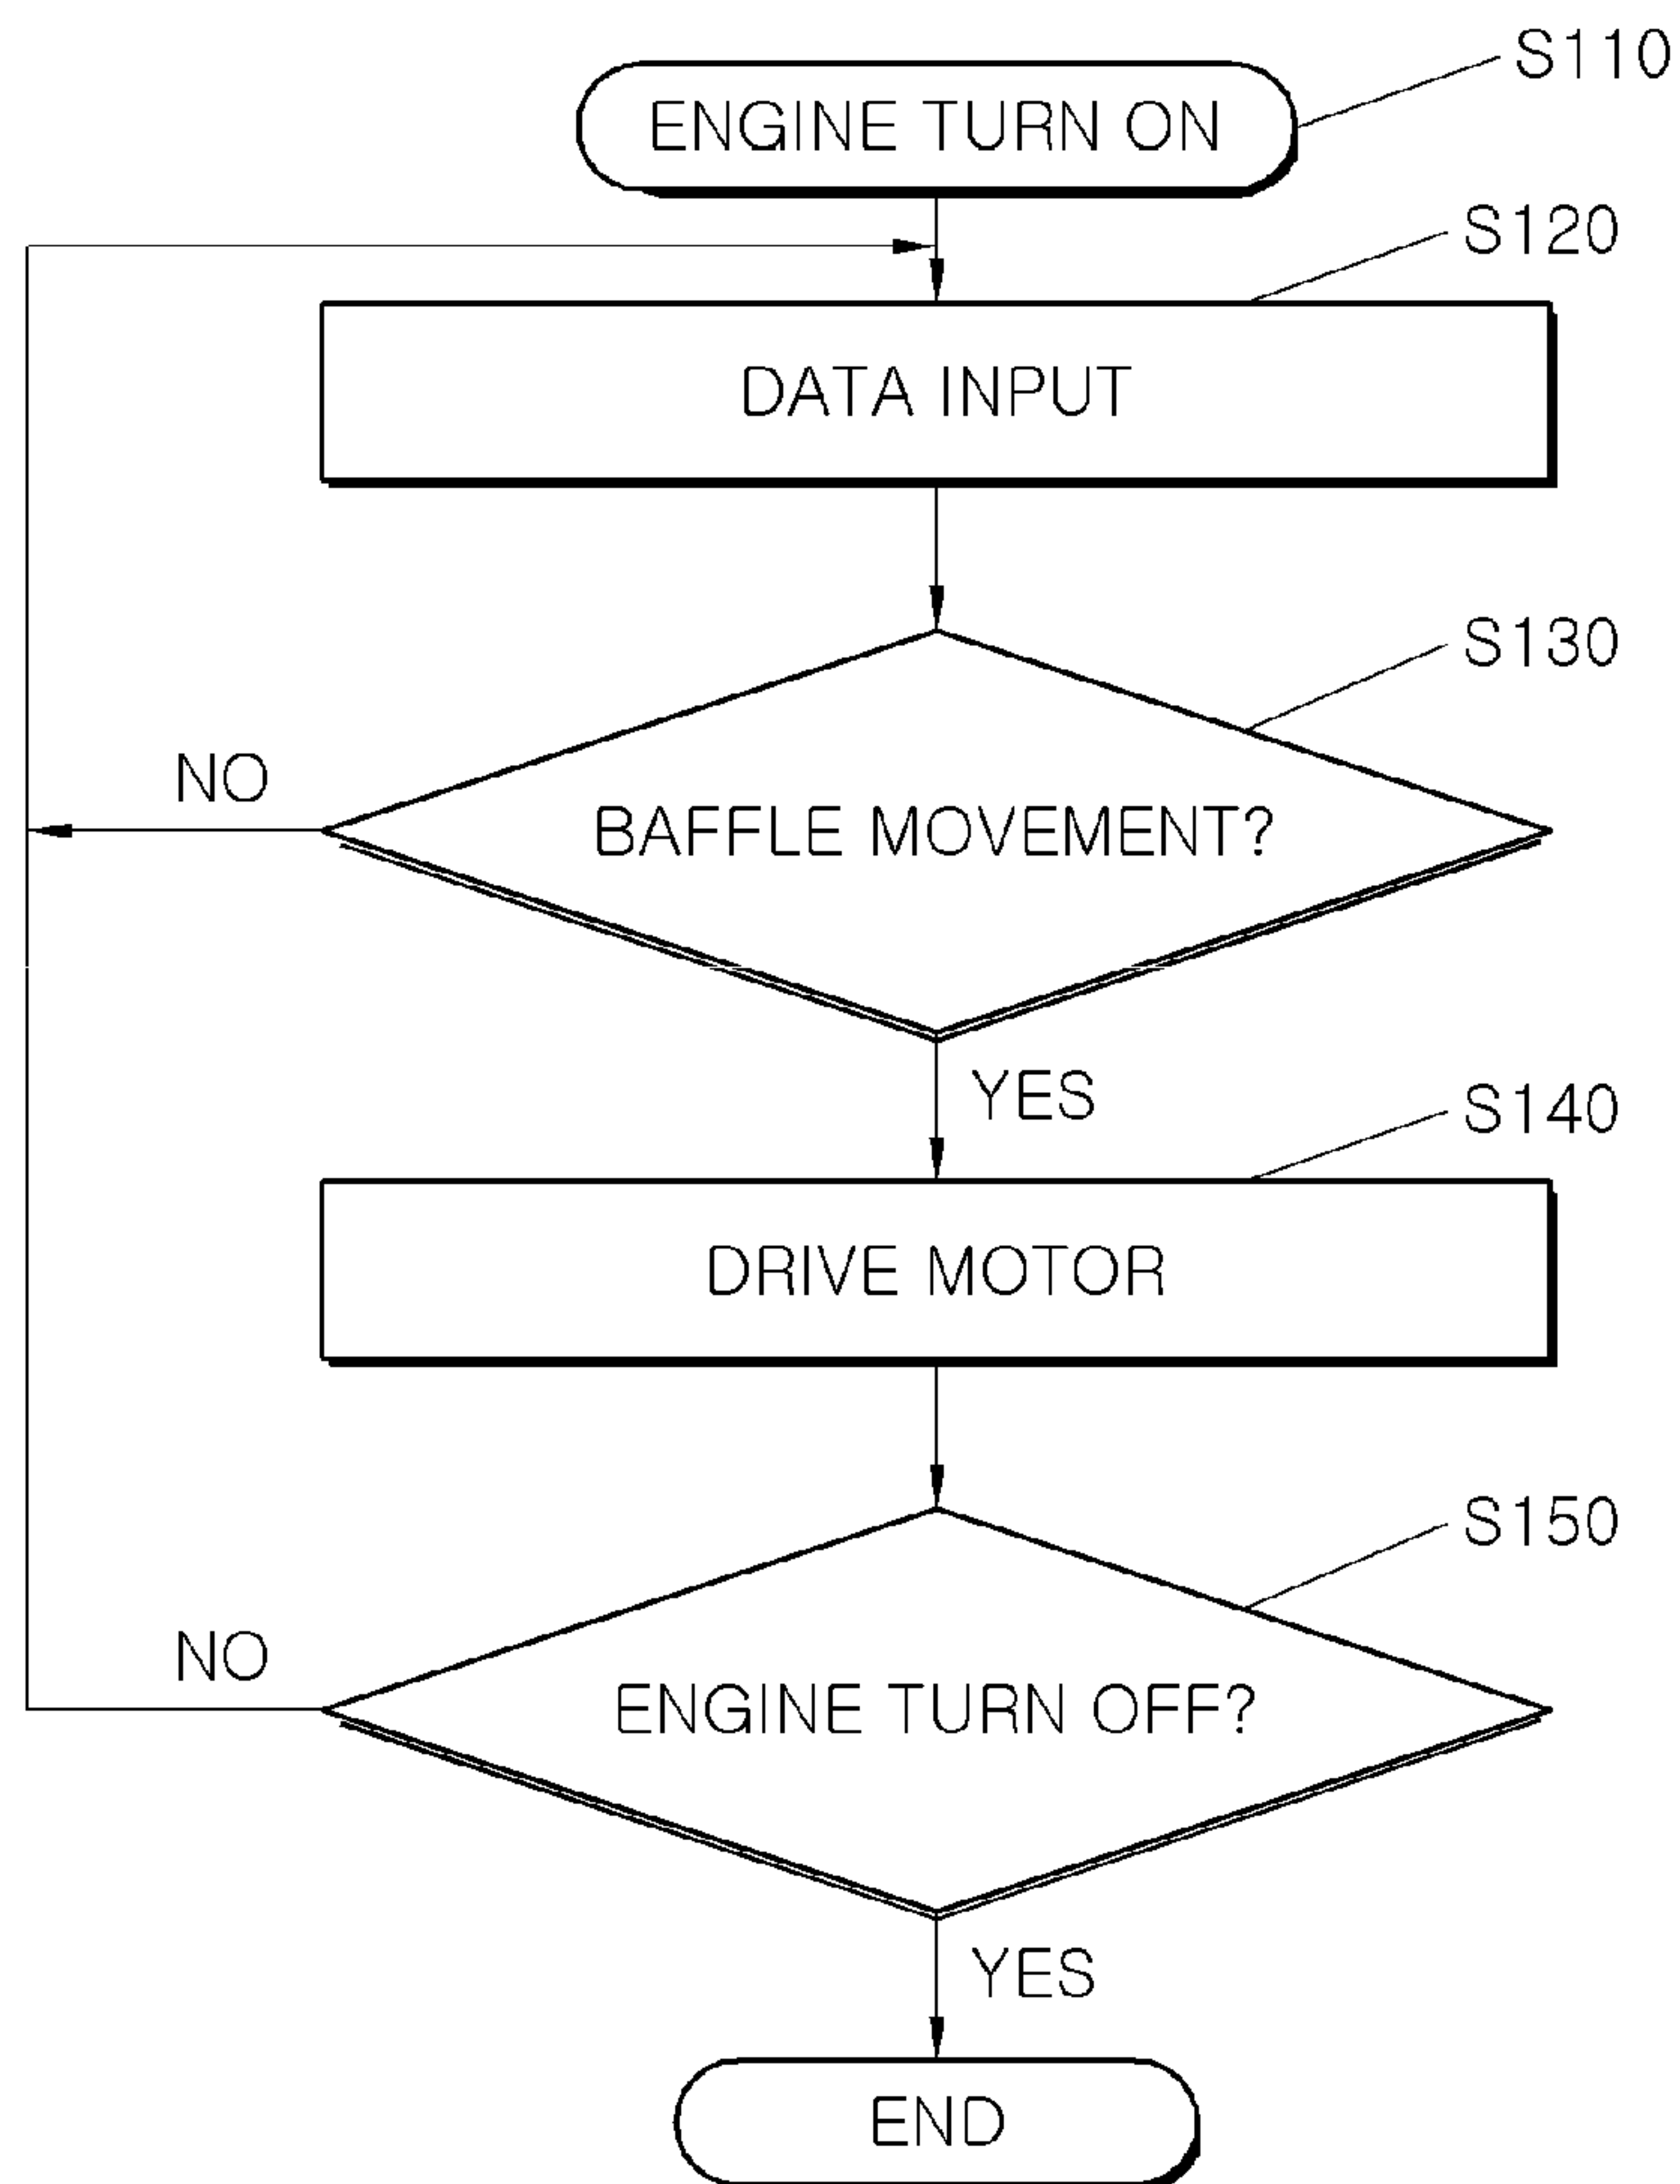 S110
ENGINE TURN ON
S120
DATA INPUT
S130
NO
BAFFLE MOVEMENT?
YES
S140
DRIVE MOTOR
S150
NO
ENGINE TURN OFF?
YES
END